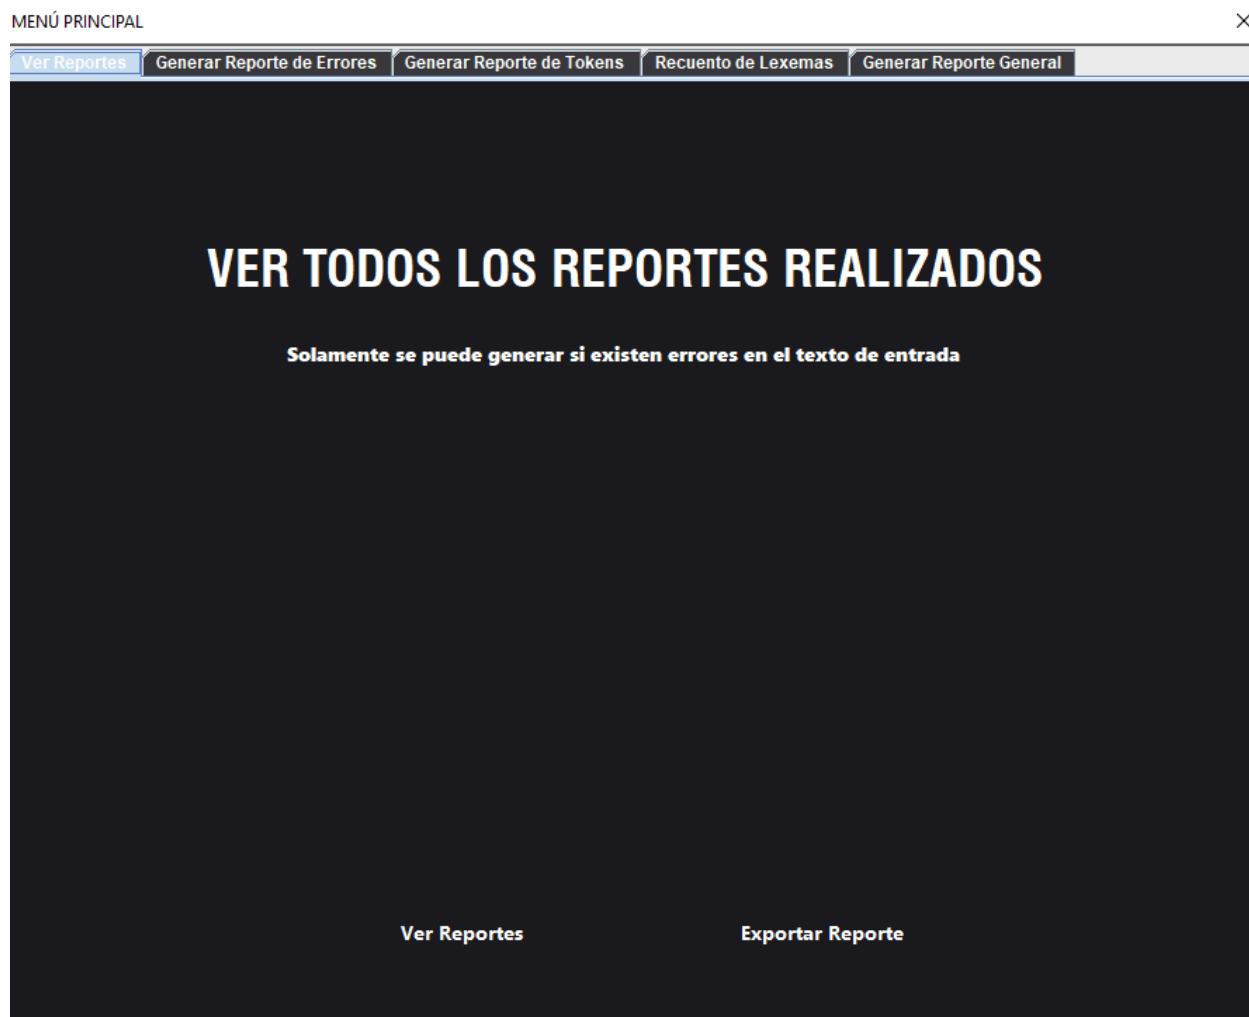 MENÚ PRINCIPAL
Ver Reportes Generar Reporte de Errores Generar Reporte de Tokens Recuento de Lexemas Generar Reporte General
VER TODOS LOS REPORTES REALIZADOS
Solamente se puede generar si existen errores en el texto de entrada
Ver Reportes Exportar Reporte